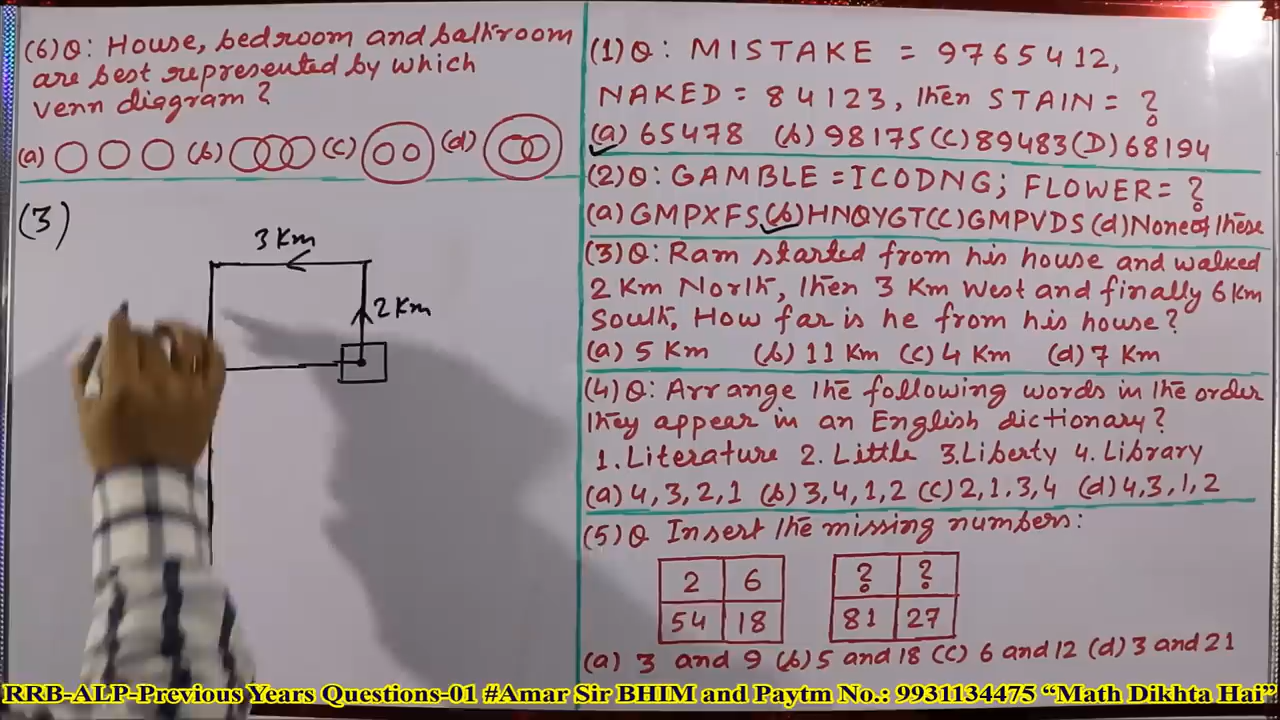 (6) Q: House, bedroom and bathroom
are best represented by which
venn diagram?
(a) (b) (c) (d)
(3)
3 Km
2 Km
(1) Q: MISTAKE = 9765412,
NAKED = 84123, then STAIN = ?
(a) 65478 (b) 98175 (c) 89483 (D) 68194
(2) Q: GAMBLE = ICODNG; FLOWER = ?
(a) GMPXFS (b) HNQYGT (c) GMPVDS (d) None of these
(3) Q: Ram started from his house and walked
2 Km North, then 3 Km West and finally 6 Km
South. How far is he from his house?
(a) 5 Km (b) 11 Km (c) 4 Km (d) 7 Km
(4) Q: Arrange the following words in the order
they appear in an English dictionary?
1. Literature 2. Little 3. Liberty 4. Library
(a) 4, 3, 2, 1 (b) 3, 4, 1, 2 (c) 2, 1, 3, 4 (d) 4, 3, 1, 2
(5) Q Insert the missing numbers:
2 6 ? ?
54 18 81 27
(a) 3 and 9 (b) 5 and 18 (c) 6 and 12 (d) 3 and 21
RRB-ALP-Previous Years Questions-01 #Amar Sir BHIM and Paytm No.: 9931134475 “Math Dikhta Hai”